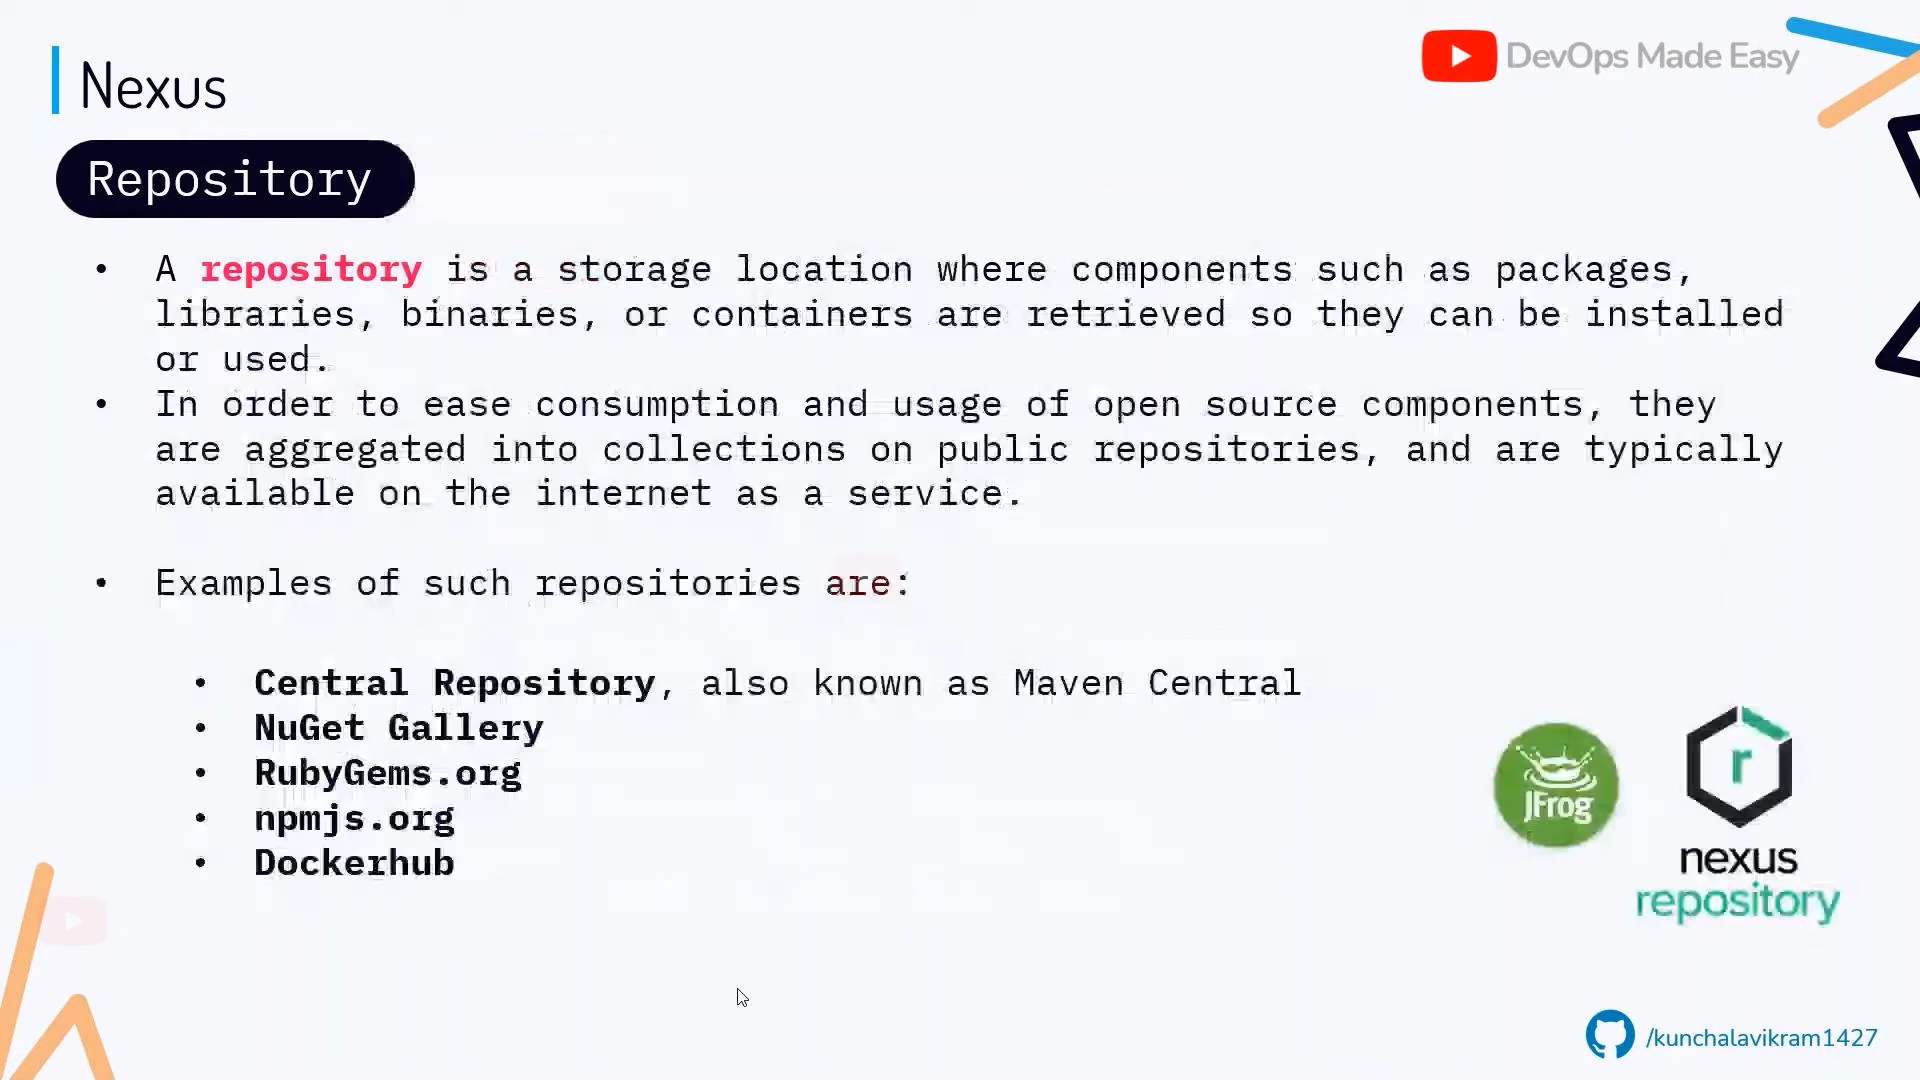 Nexus
DevOps Made Easy
Repository
• A repository is a storage location where components such as packages,
libraries, binaries, or containers are retrieved so they can be installed
or used.
• In order to ease consumption and usage of open source components, they
are aggregated into collections on public repositories, and are typically
available on the internet as a service.
• Examples of such repositories are:
• Central Repository, also known as Maven Central
• NuGet Gallery
• RubyGems.org
• npmjs.org
• Dockerhub
JFrog
r
nexus
repository
/kunchalavikram1427